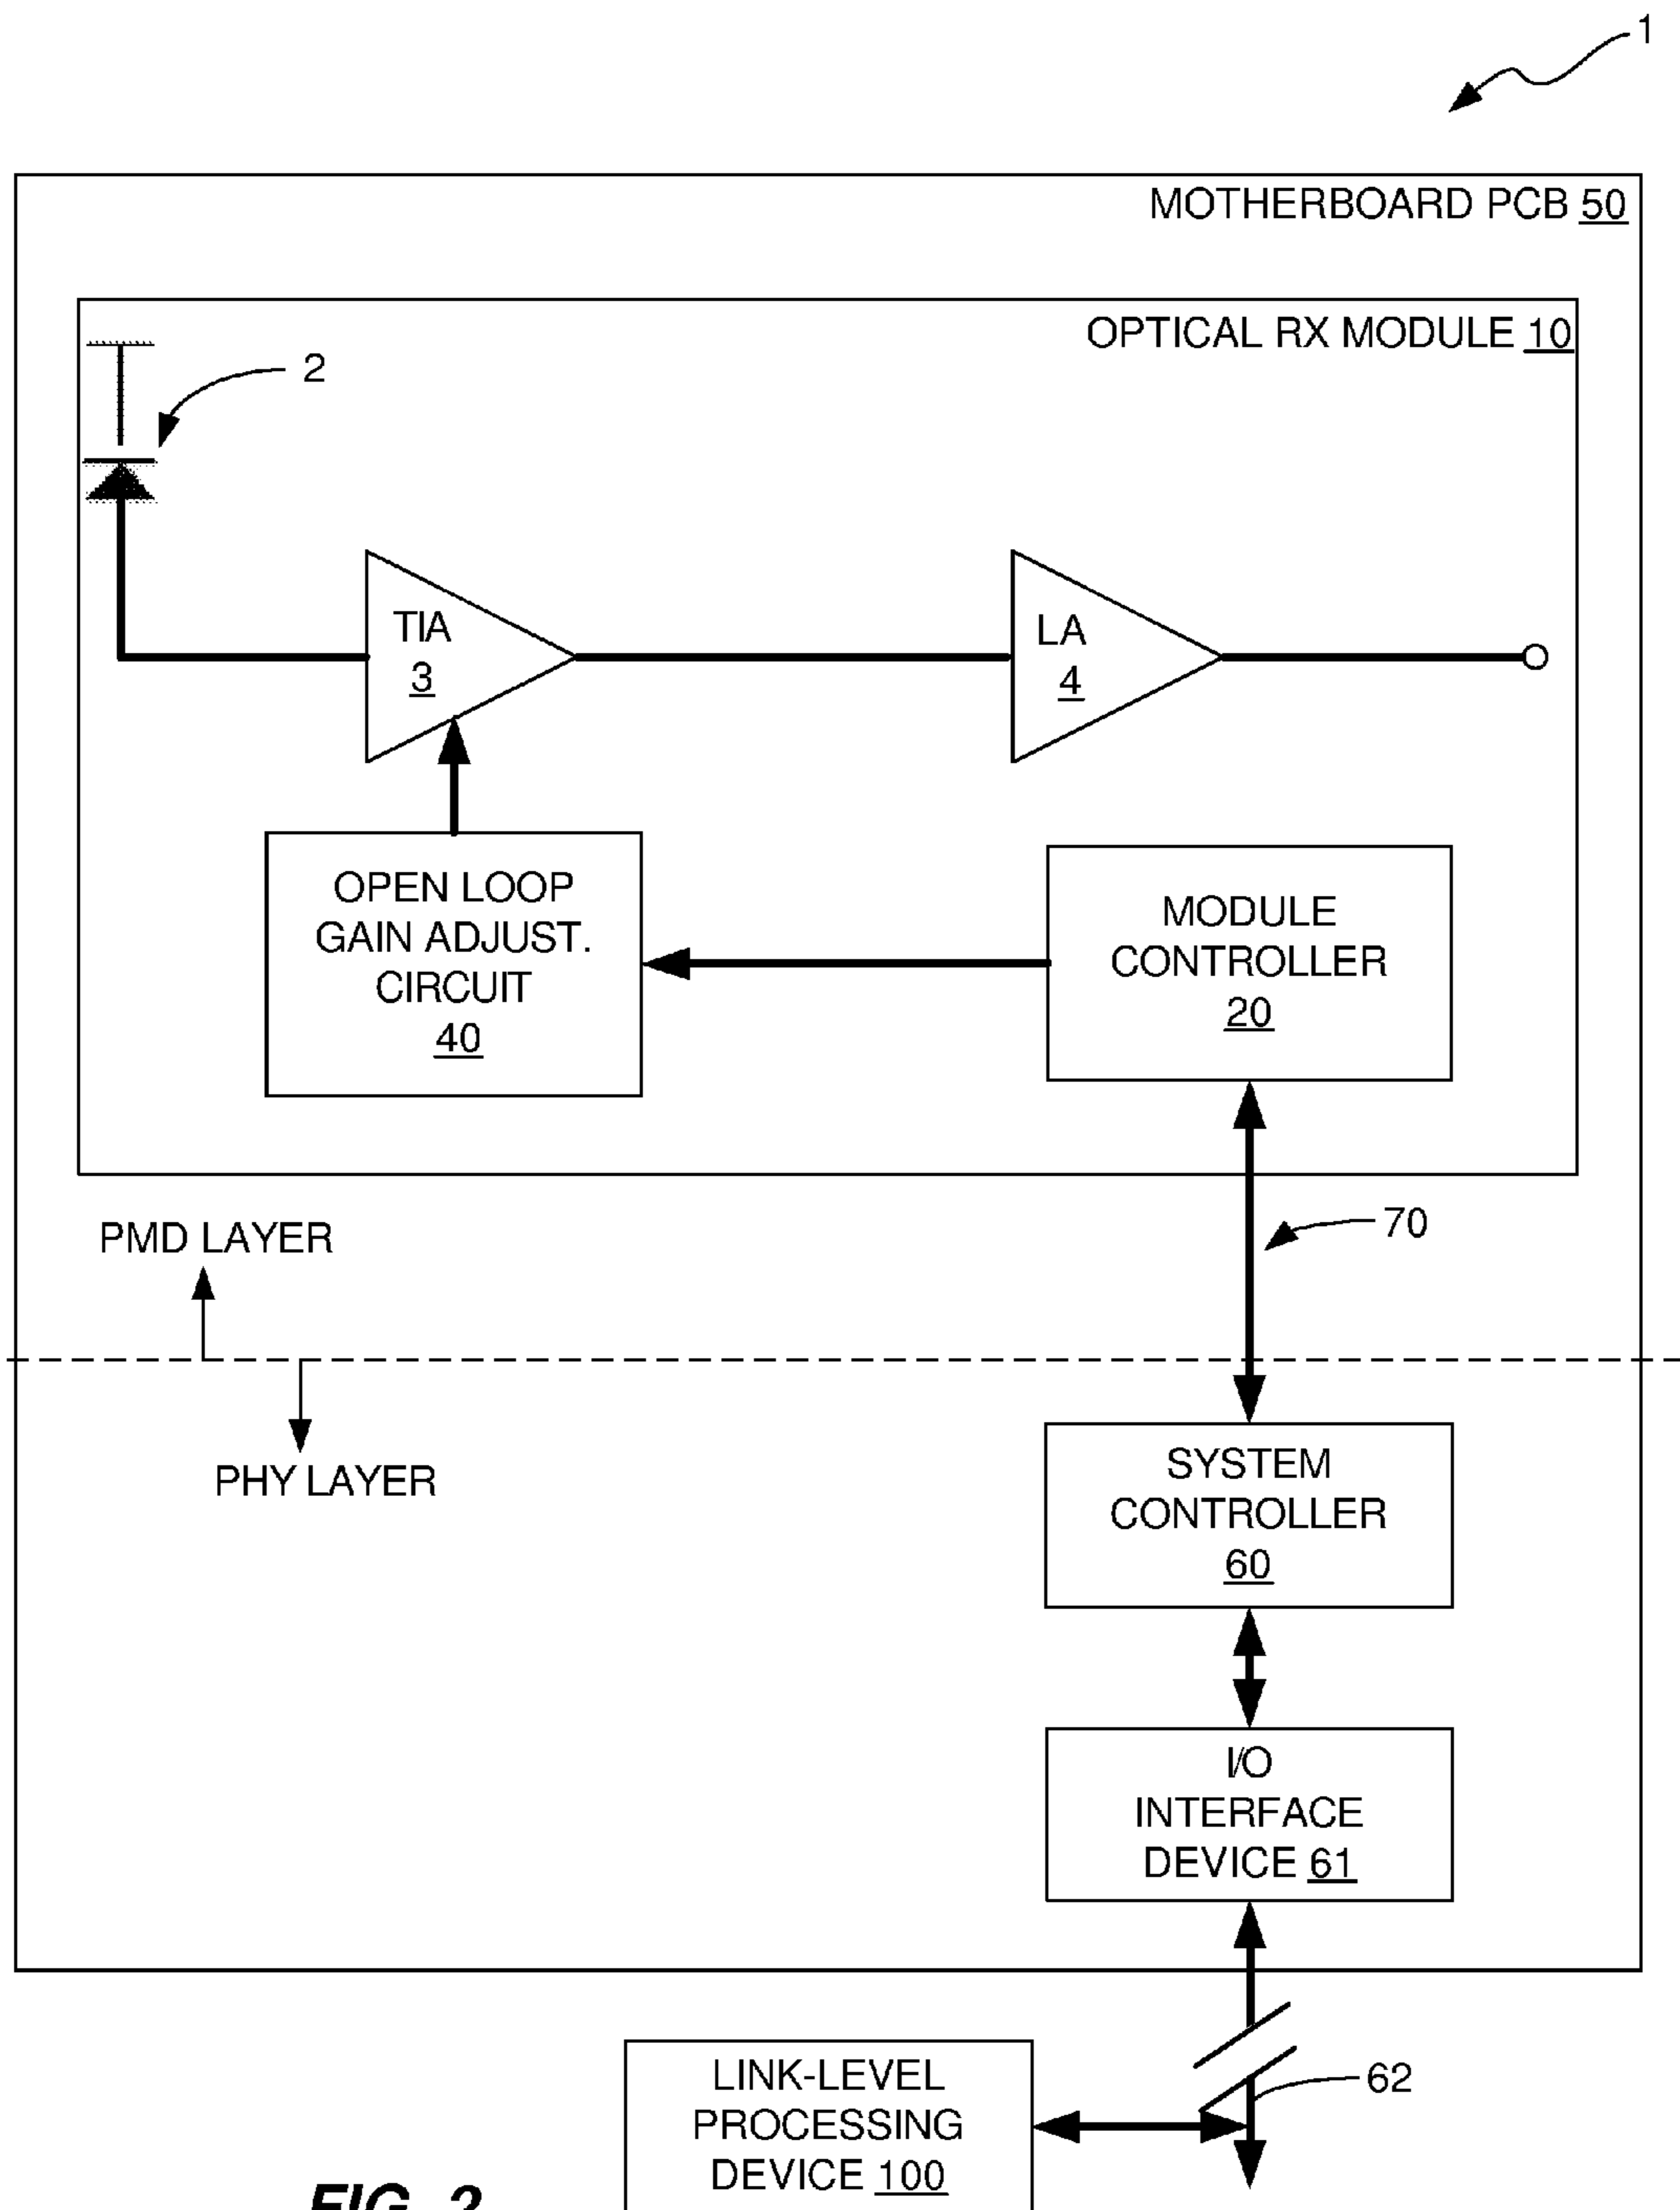 1
MOTHERBOARD PCB 50
OPTICAL RX MODULE 10
2
TIA
3
LA
4
OPEN LOOP
GAIN ADJUST.
CIRCUIT
40
MODULE
CONTROLLER
20
PMD LAYER
70
PHY LAYER
SYSTEM
CONTROLLER
60
I/O
INTERFACE
DEVICE 61
LINK-LEVEL
PROCESSING
DEVICE 100
62
FIG. 2